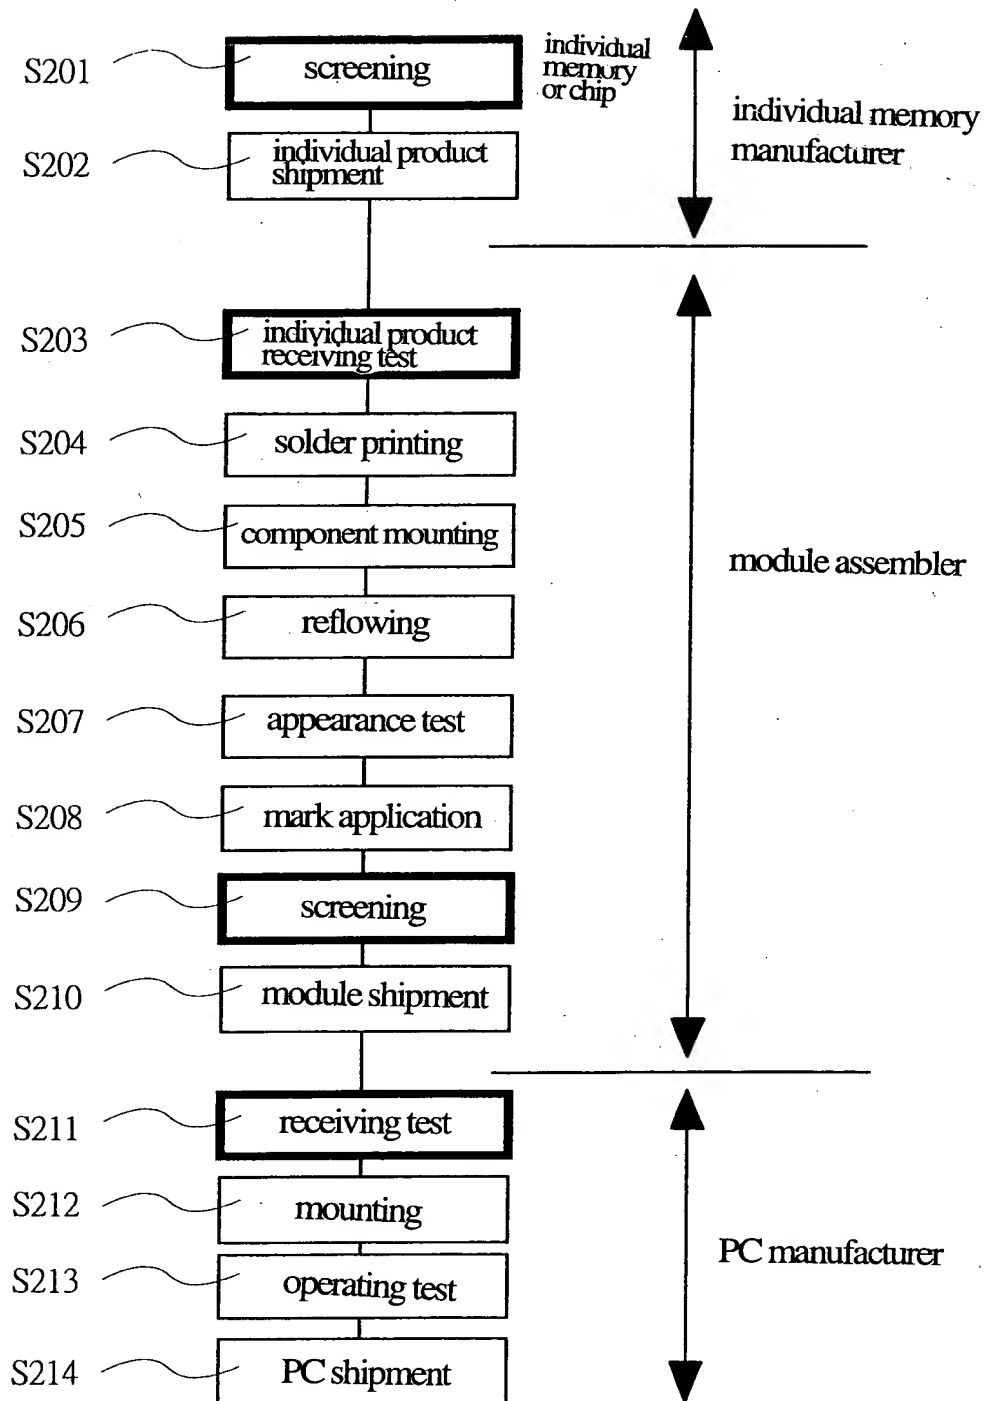 S201
screening
individual
memory
or chip
individual memory
manufacturer
S202
individual product
shipment
S203
individual product
receiving test
S204
solder printing
S205
component mounting
module assembler
S206
reflowing
S207
appearance test
S208
mark application
S209
screening
S210
module shipment
S211
receiving test
S212
mounting
PC manufacturer
S213
operating test
S214
PC shipment